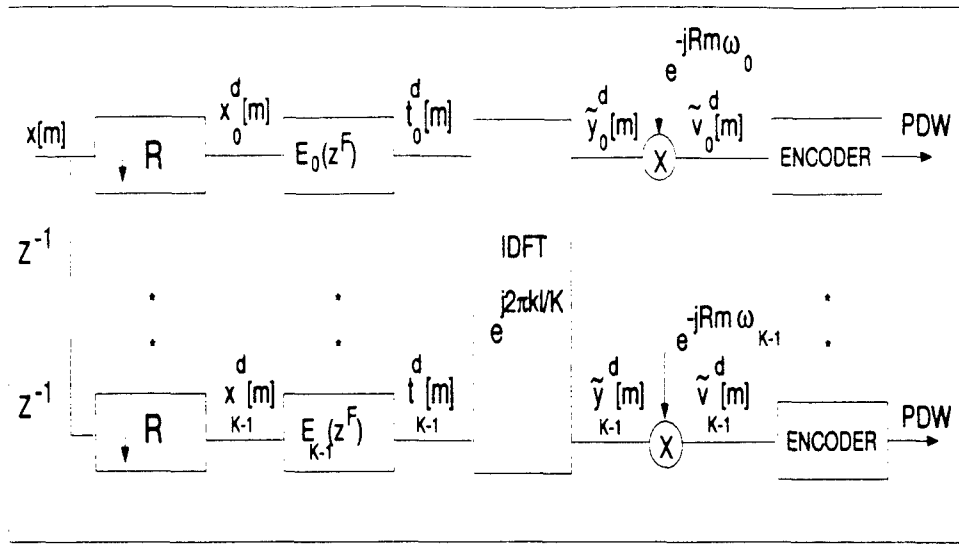 e^{-jRmω_0}
x[m] ↓ R x_0^d[m] E_0(z^F) t_0^d[m] ỹ_0^d[m] X ṽ_0^d[m] ENCODER PDW
Z^{-1}
IDFT
e^{j2πkl/K}
e^{-jRmω_{K-1}}
Z^{-1}
↓ R x_{K-1}^d[m] E_{K-1}(z^F) t_{K-1}^d[m] ỹ_{K-1}^d[m] X ṽ_{K-1}^d[m] ENCODER PDW